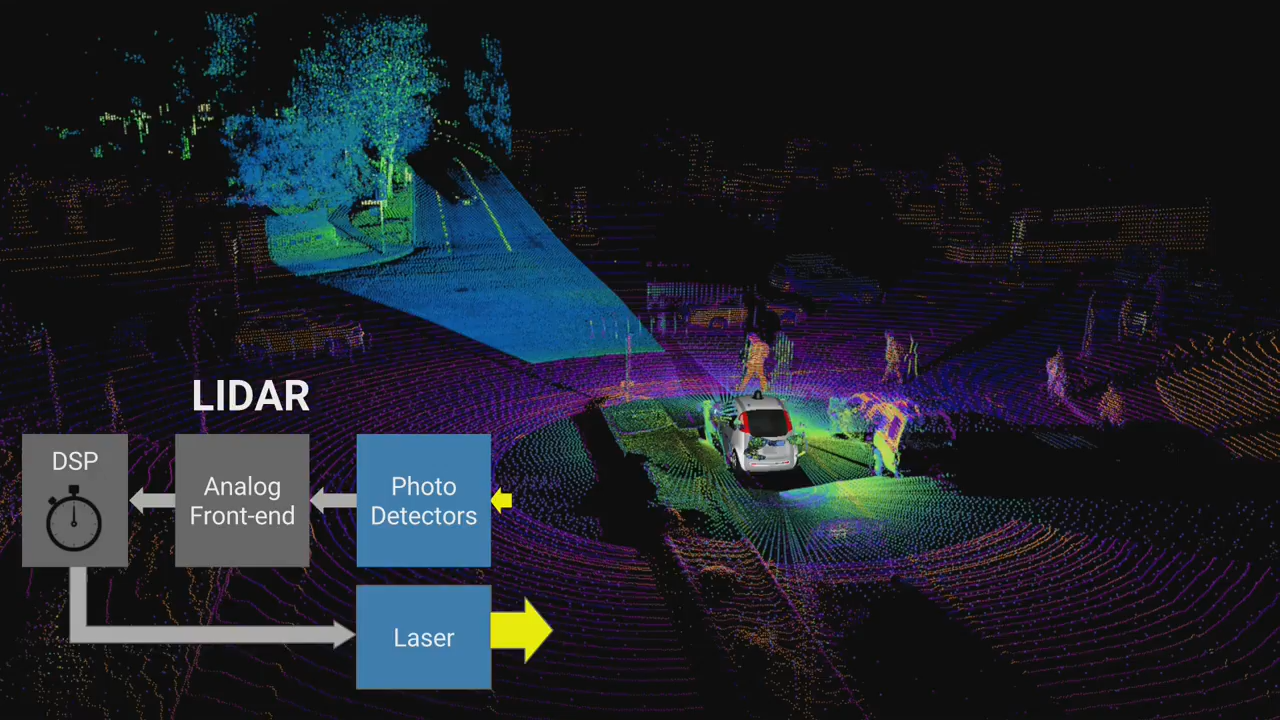 LIDAR
DSP
Analog
Front-end
Photo
Detectors
Laser